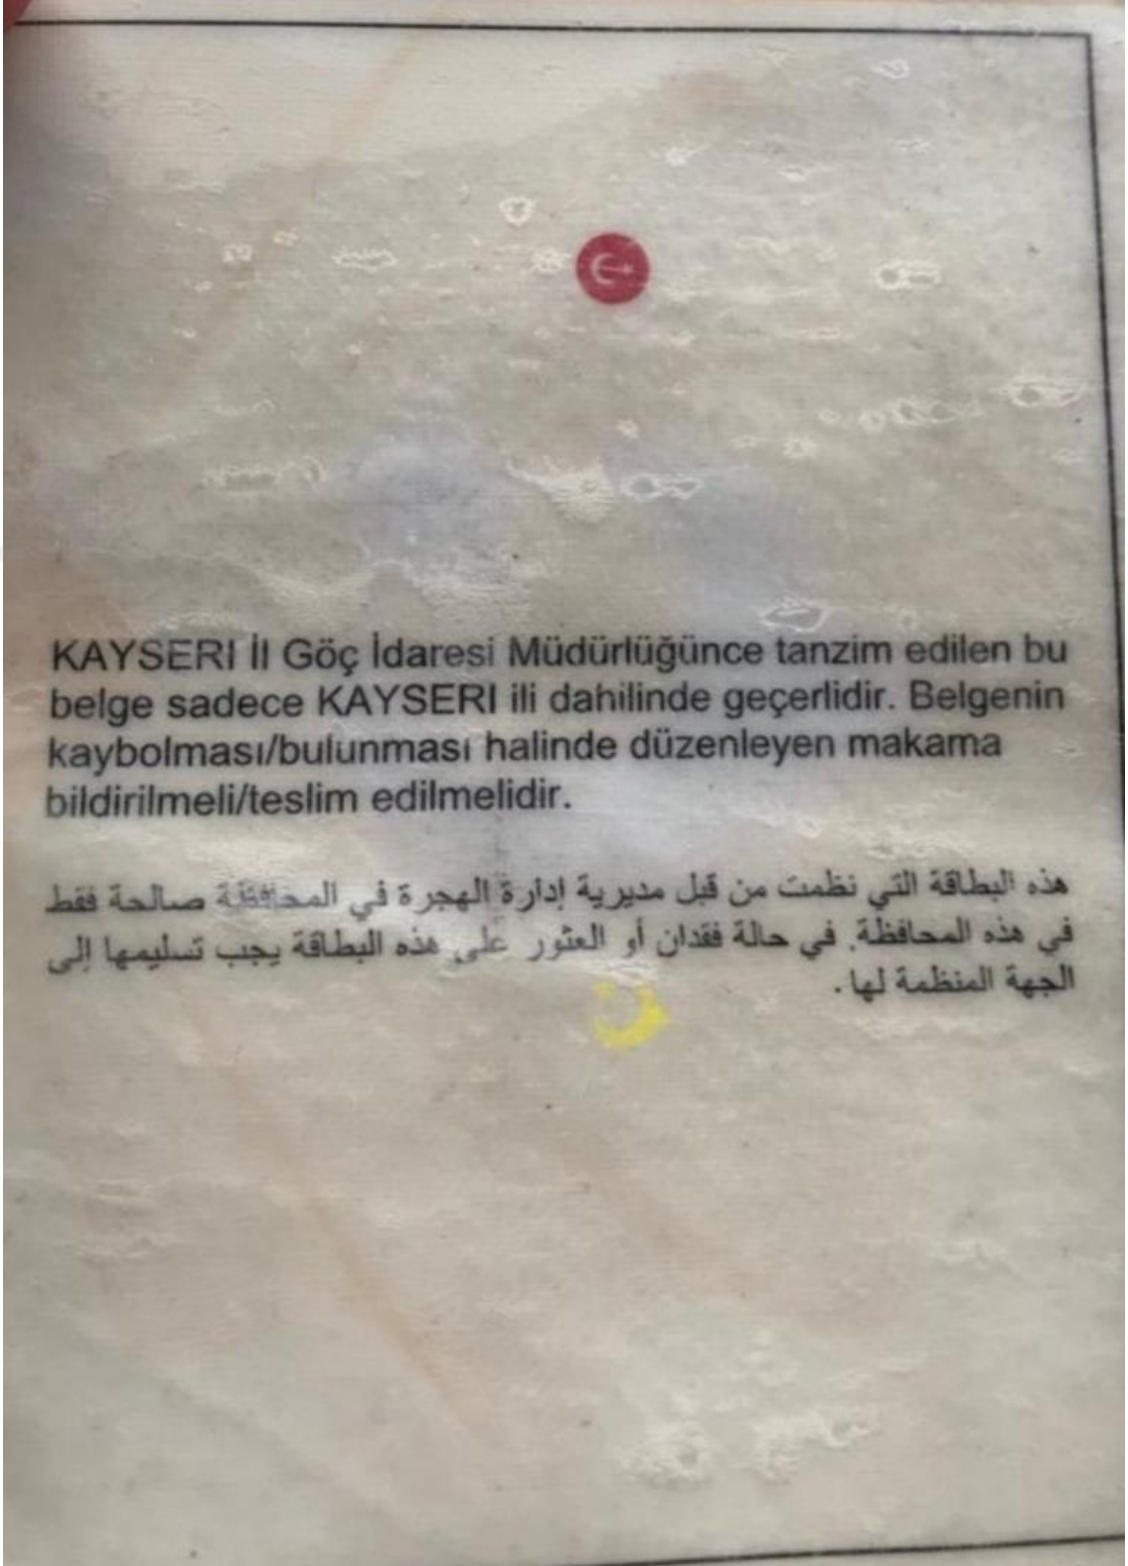 KAYSERI İl Göç İdaresi Müdürlüğünce tanzim edilen bu
belge sadece KAYSERI ili dahilinde geçerlidir. Belgenin
kaybolması/bulunması halinde düzenleyen makama
bildirilmeli/teslim edilmelidir.
هذه البطاقة التي نظمت من قبل مديرية إدارة الهجرة في المحافظة صالحة فقط
في هذه المحافظة. في حالة فقدان أو العثور على هذه البطاقة يجب تسليمها إلى
الجهة المنظمة لها .